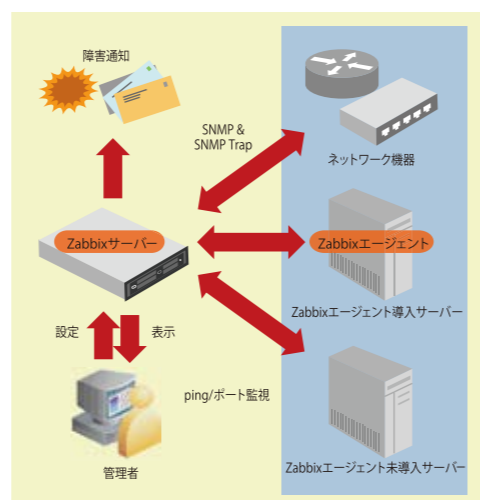 障害通知
SNMP &
SNMP Trap
ネットワーク機器
Zabbixサーバー
Zabbixエージェント
Zabbixエージェント導入サーバー
設定
表示
ping/ポート監視
管理者
Zabbixエージェント未導入サーバー